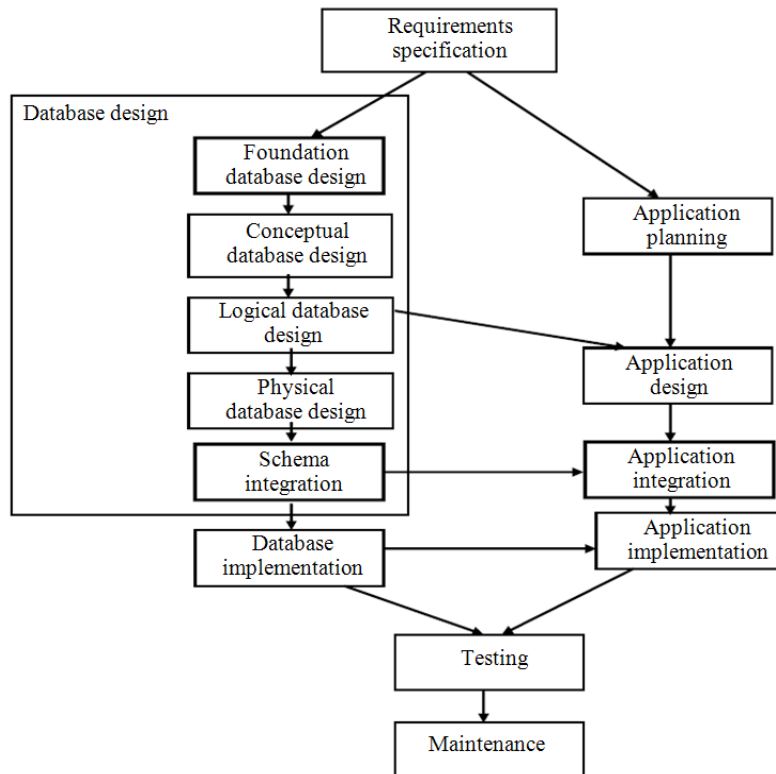 Requirements
specification
Database design
Foundation
database design
Conceptual
database design
Logical database
design
Physical
database design
Schema
integration
Database
implementation
Application
planning
Application
design
Application
integration
Application
implementation
Testing
Maintenance